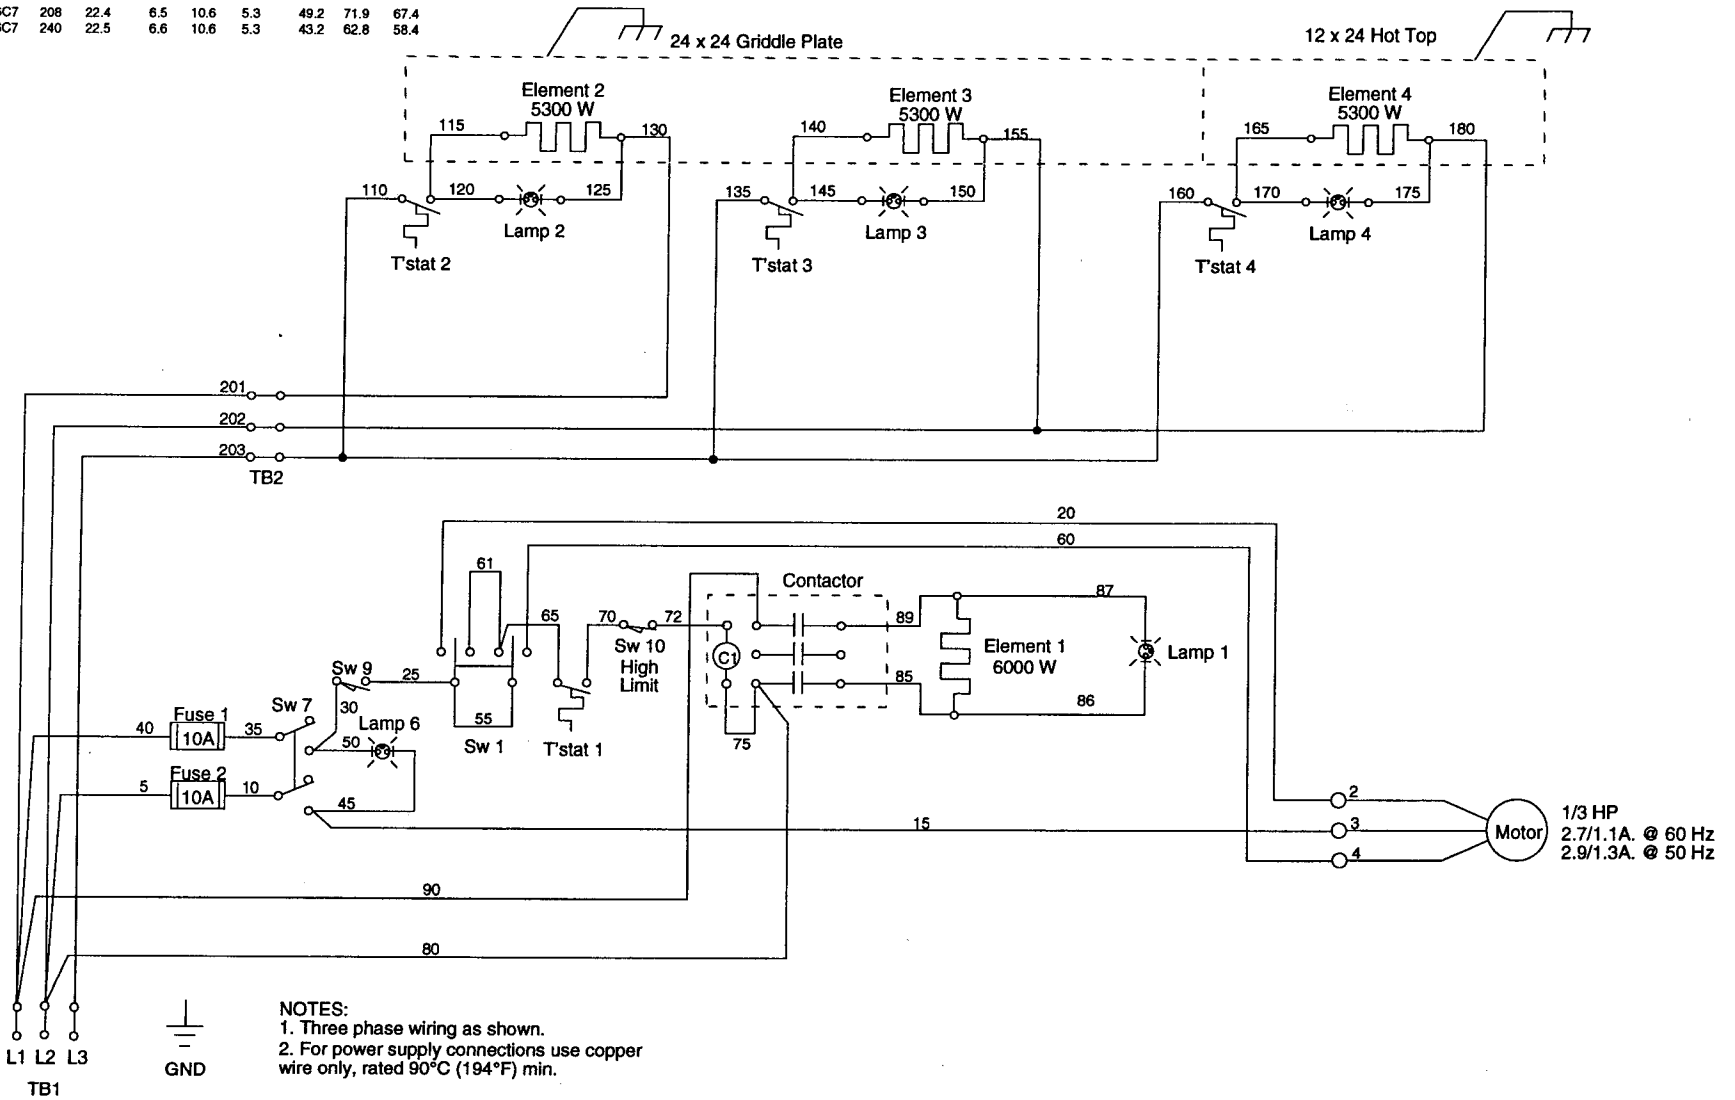 208 22.4 6.5 10.6 5.3 49.2 71.9 67.4
240 22.5 6.6 10.6 5.3 43.2 62.8 58.4
24 x 24 Griddle Plate
12 x 24 Hot Top
Element 2
5300 W
Element 3
5300 W
Element 4
5300 W
115
130
140
155
165
180
110
120
125
135
145
150
160
170
175
Lamp 2
Lamp 3
Lamp 4
T'stat 2
T'stat 3
T'stat 4
201
202
203
TB2
20
60
61
Contactor
65
70
72
89
87
Sw 10
High
Limit
C1
Element 1
6000 W
Lamp 1
Sw 9
25
85
86
30
Sw 7
Lamp 6
55
Sw 1
T'stat 1
75
40
Fuse 1
10A
35
50
5
Fuse 2
10A
10
45
15
2
3
4
Motor
1/3 HP
2.7/1.1A. @ 60 Hz
2.9/1.3A. @ 50 Hz
90
80
L1 L2 L3
TB1
GND
NOTES:
1. Three phase wiring as shown.
2. For power supply connections use copper
wire only, rated 90°C (194°F) min.